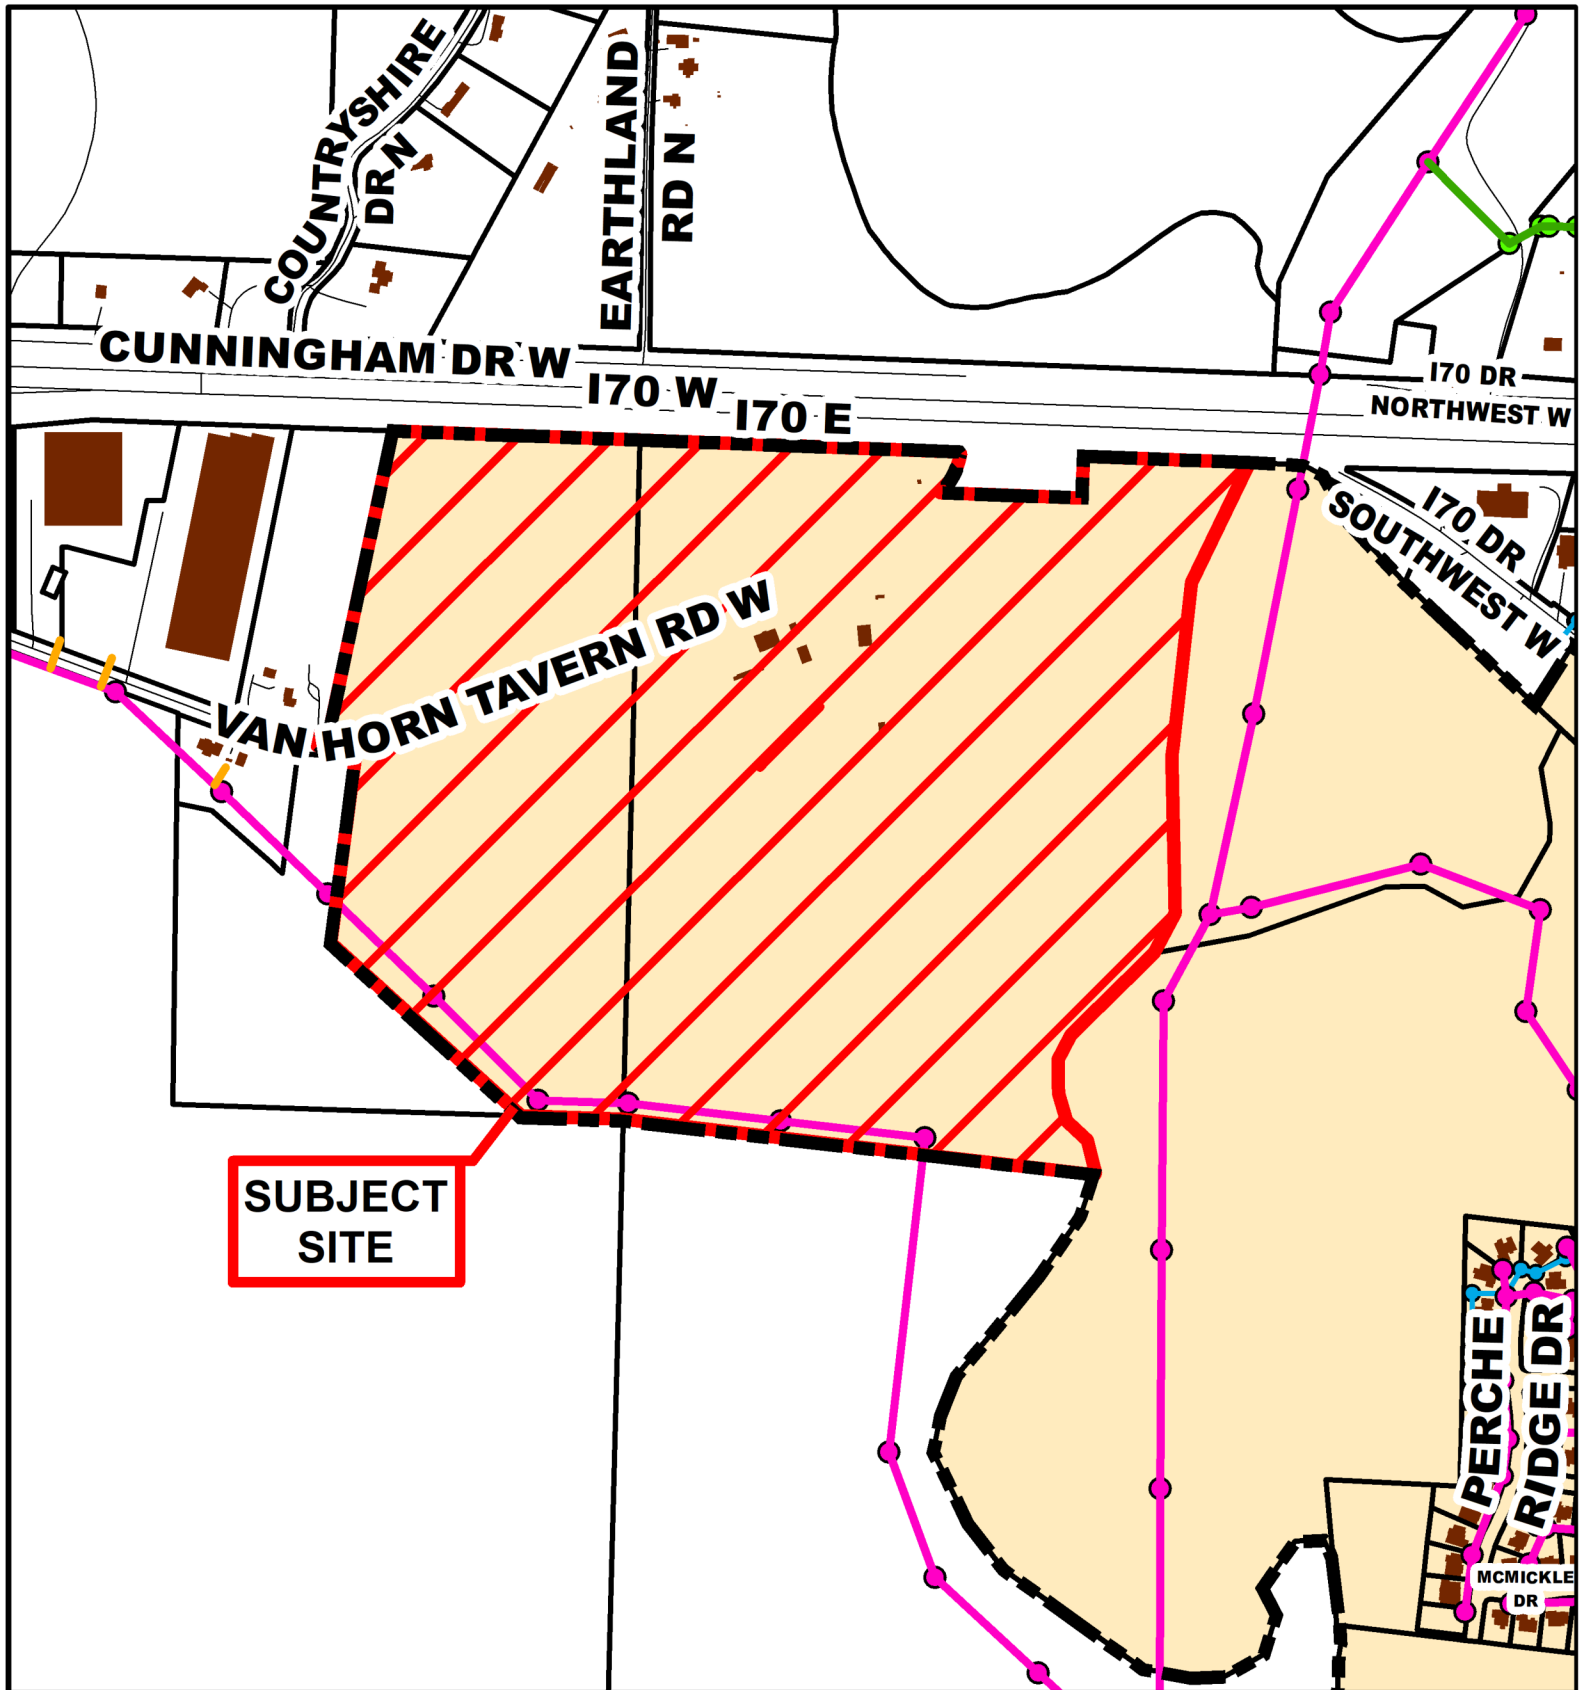 COUNTRYSHIRE
DR N
EARTHLAND
RD N
CUNNINGHAM DR W
I70 W
I70 E
I70 DR
NORTHWEST W
I70 DR
SOUTHWEST W
VAN HORN TAVERN RD W
SUBJECT
SITE
PERCHE
RIDGE DR
MCMICKLE
DR